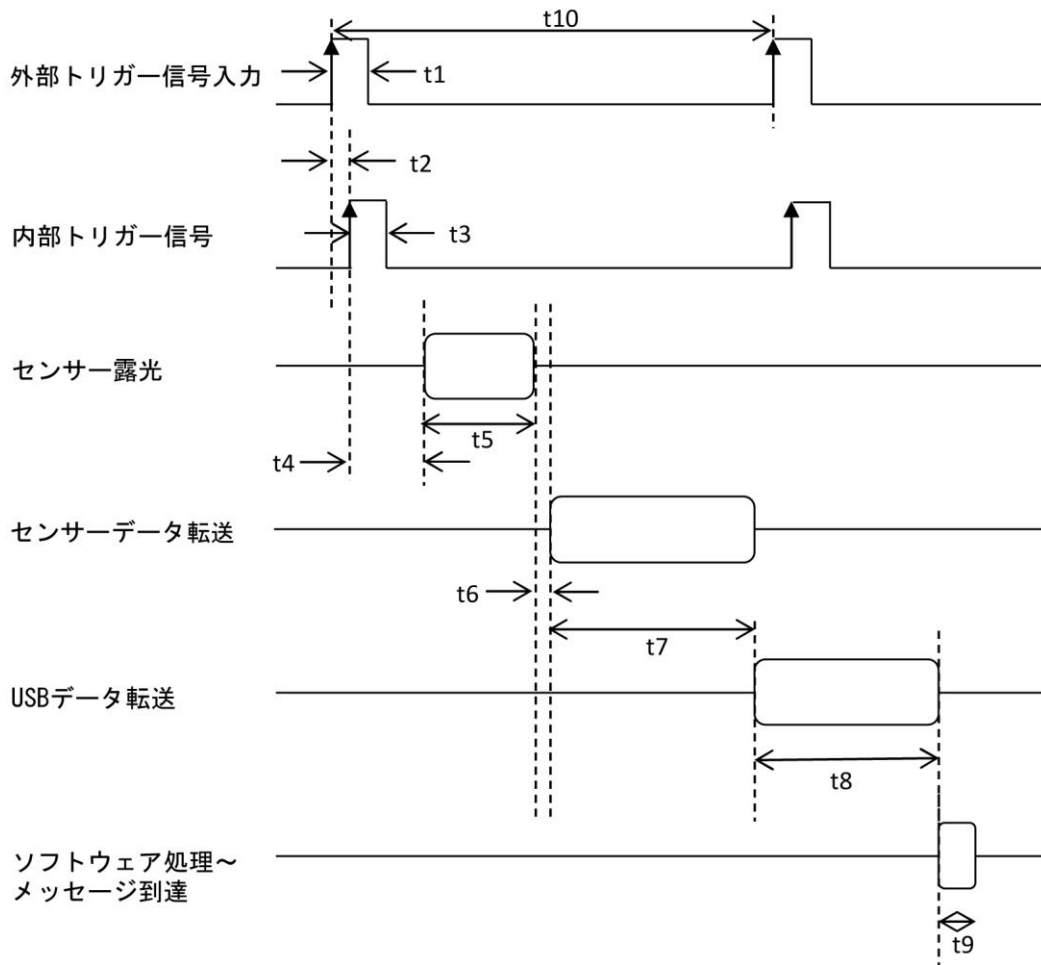 t10
外部トリガー信号入力
t1
t2
内部トリガー信号
t3
センサー露光
t5
t4
センサーデータ転送
t6
t7
USBデータ転送
t8
ソフトウェア処理～
メッセージ到達
t9